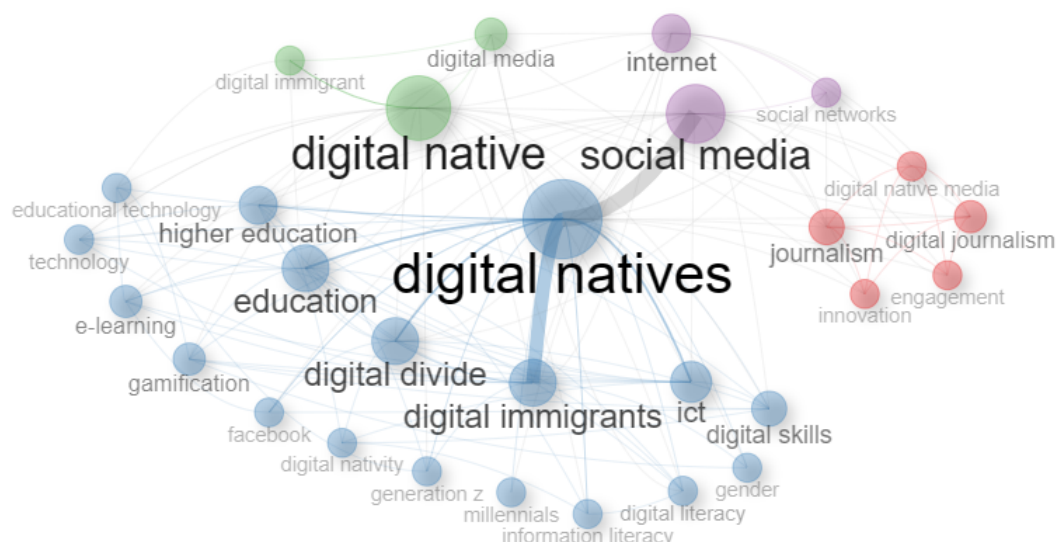 digital media
internet
digital immigrant
social networks
digital native
social media
digital native media
educational technology
higher education
journalism
digital journalism
technology
digital natives
education
engagement
innovation
e-learning
digital divide
gamification
digital immigrants
ict
facebook
digital skills
digital nativity
generation z
gender
millennials
digital literacy
information literacy